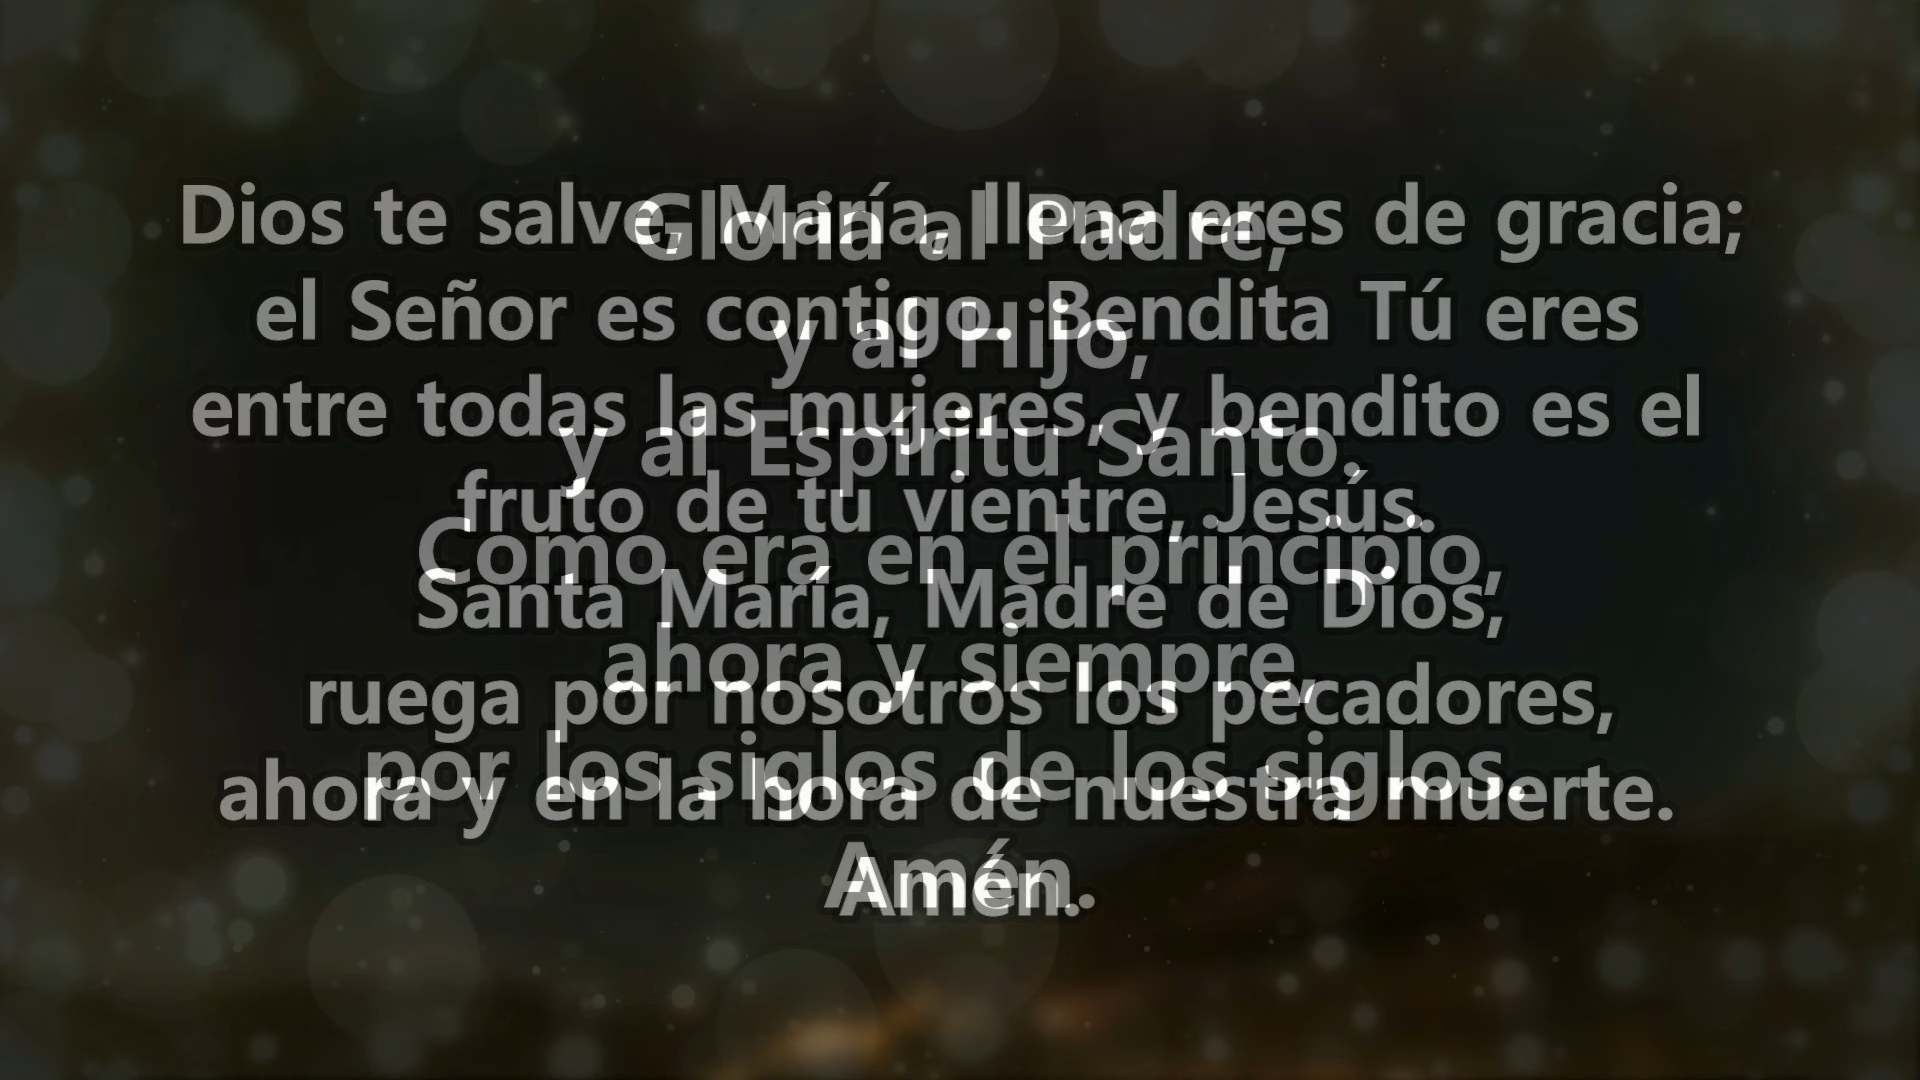 Dios te salve, María, llena eres de gracia;
el Señor es contigo. Bendita Tú eres
entre todas las mujeres, y bendito es el
fruto de tu vientre, Jesús.
Santa María, Madre de Dios,
ruega por nosotros los pecadores,
ahora y en la hora de nuestra muerte.
Amén.
Gloria al Padre,
y al Hijo,
y al Espíritu Santo.
Como era en el principio,
ahora y siempre,
por los siglos de los siglos.
Amén.